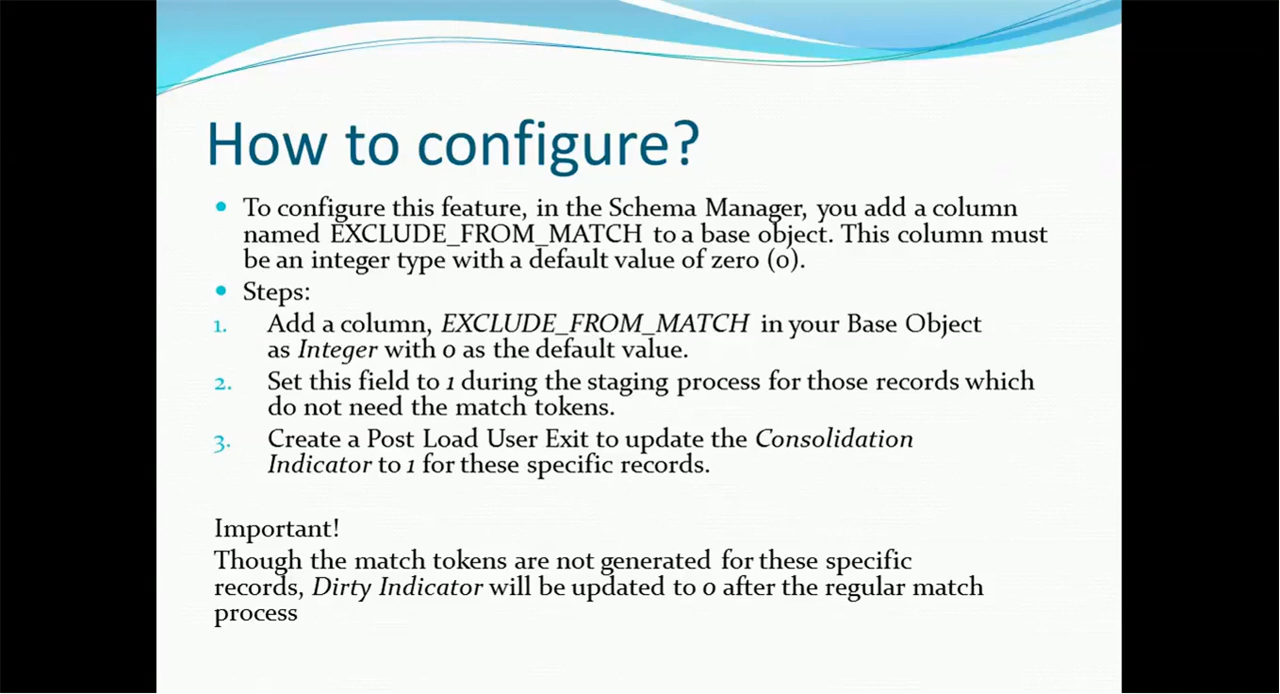 How to configure?
• To configure this feature, in the Schema Manager, you add a column
named EXCLUDE_FROM_MATCH to a base object. This column must
be an integer type with a default value of zero (0).
• Steps:
1. Add a column, EXCLUDE_FROM_MATCH in your Base Object
as Integer with 0 as the default value.
2. Set this field to 1 during the staging process for those records which
do not need the match tokens.
3. Create a Post Load User Exit to update the Consolidation
Indicator to 1 for these specific records.
Important!
Though the match tokens are not generated for these specific
records, Dirty Indicator will be updated to 0 after the regular match
process